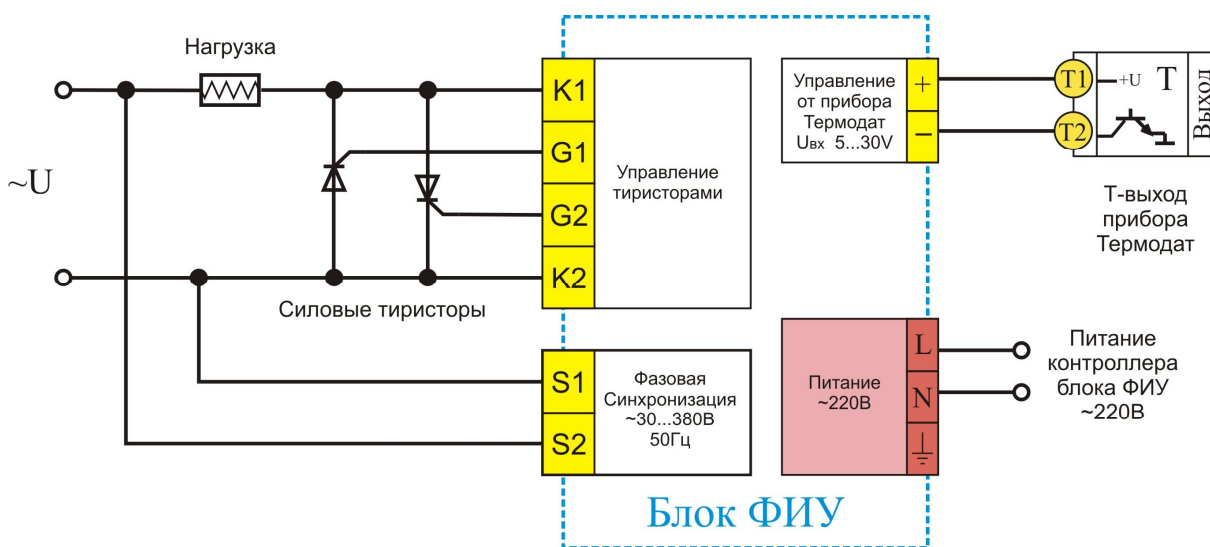 Нагрузка
~U
Силовые тиристоры
K1
G1
G2
K2
Управление
тиристорами
S1
S2
Фазовая
Синхронизация
~30...380В
50Гц
Управление
от прибора
Термодат
Uвх 5...30V
+
−
T1
T2
+U
T
Выход
Т-выход
прибора
Термодат
Питание
~220В
L
N
Питание
контроллера
блока ФИУ
~220В
Блок ФИУ